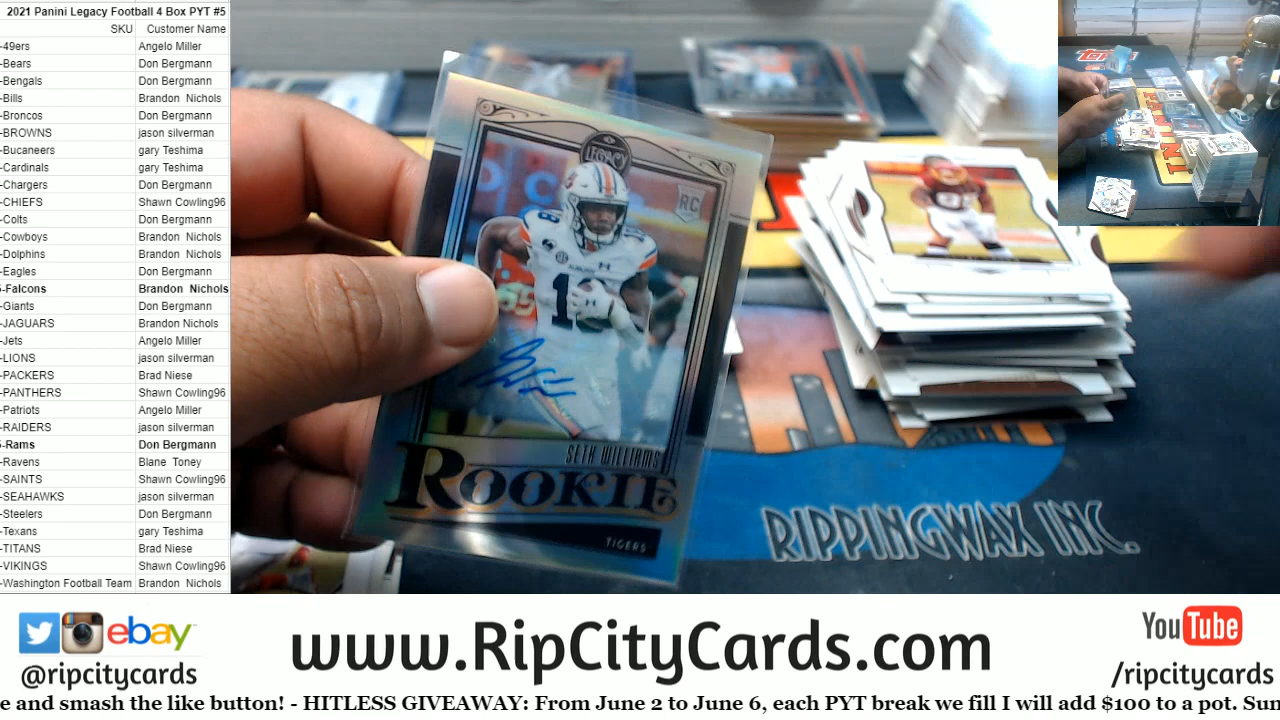 2021 Panini Legacy Football 4 Box PYT #5
SKU Customer Name
-49ers Angelo Miller
-Bears Don Bergmann
-Bengals Don Bergmann
-Bills Brandon Nichols
-Broncos Don Bergmann
-BROWNS jason silverman
-Bucaneers gary Teshima
-Cardinals gary Teshima
-Chargers Don Bergmann
-CHIEFS Shawn Cowling96
-Colts Don Bergmann
-Cowboys Brandon Nichols
-Dolphins Brandon Nichols
-Eagles Don Bergmann
-Falcons Brandon Nichols
-Giants Don Bergmann
-JAGUARS Brandon Nichols
-Jets Angelo Miller
-LIONS jason silverman
-PACKERS Brad Niese
-PANTHERS Shawn Cowling96
-Patriots Angelo Miller
-RAIDERS jason silverman
-Rams Don Bergmann
-Ravens Blane Toney
-SAINTS Shawn Cowling96
-SEAHAWKS jason silverman
-Steelers Don Bergmann
-Texans gary Teshima
-TITANS Brad Niese
-VIKINGS Shawn Cowling96
-Washington Football Team Brandon Nichols
LEGACY
RC
18
SETH WILLIAMS
ROOKIE
TIGERS
RIPPINGWAX INC.
ebay
@ripcitycards
www.RipCityCards.com
YouTube
/ripcitycards
e and smash the like button! - HITLESS GIVEAWAY: From June 2 to June 6, each PYT break we fill I will add $100 to a pot. Sun